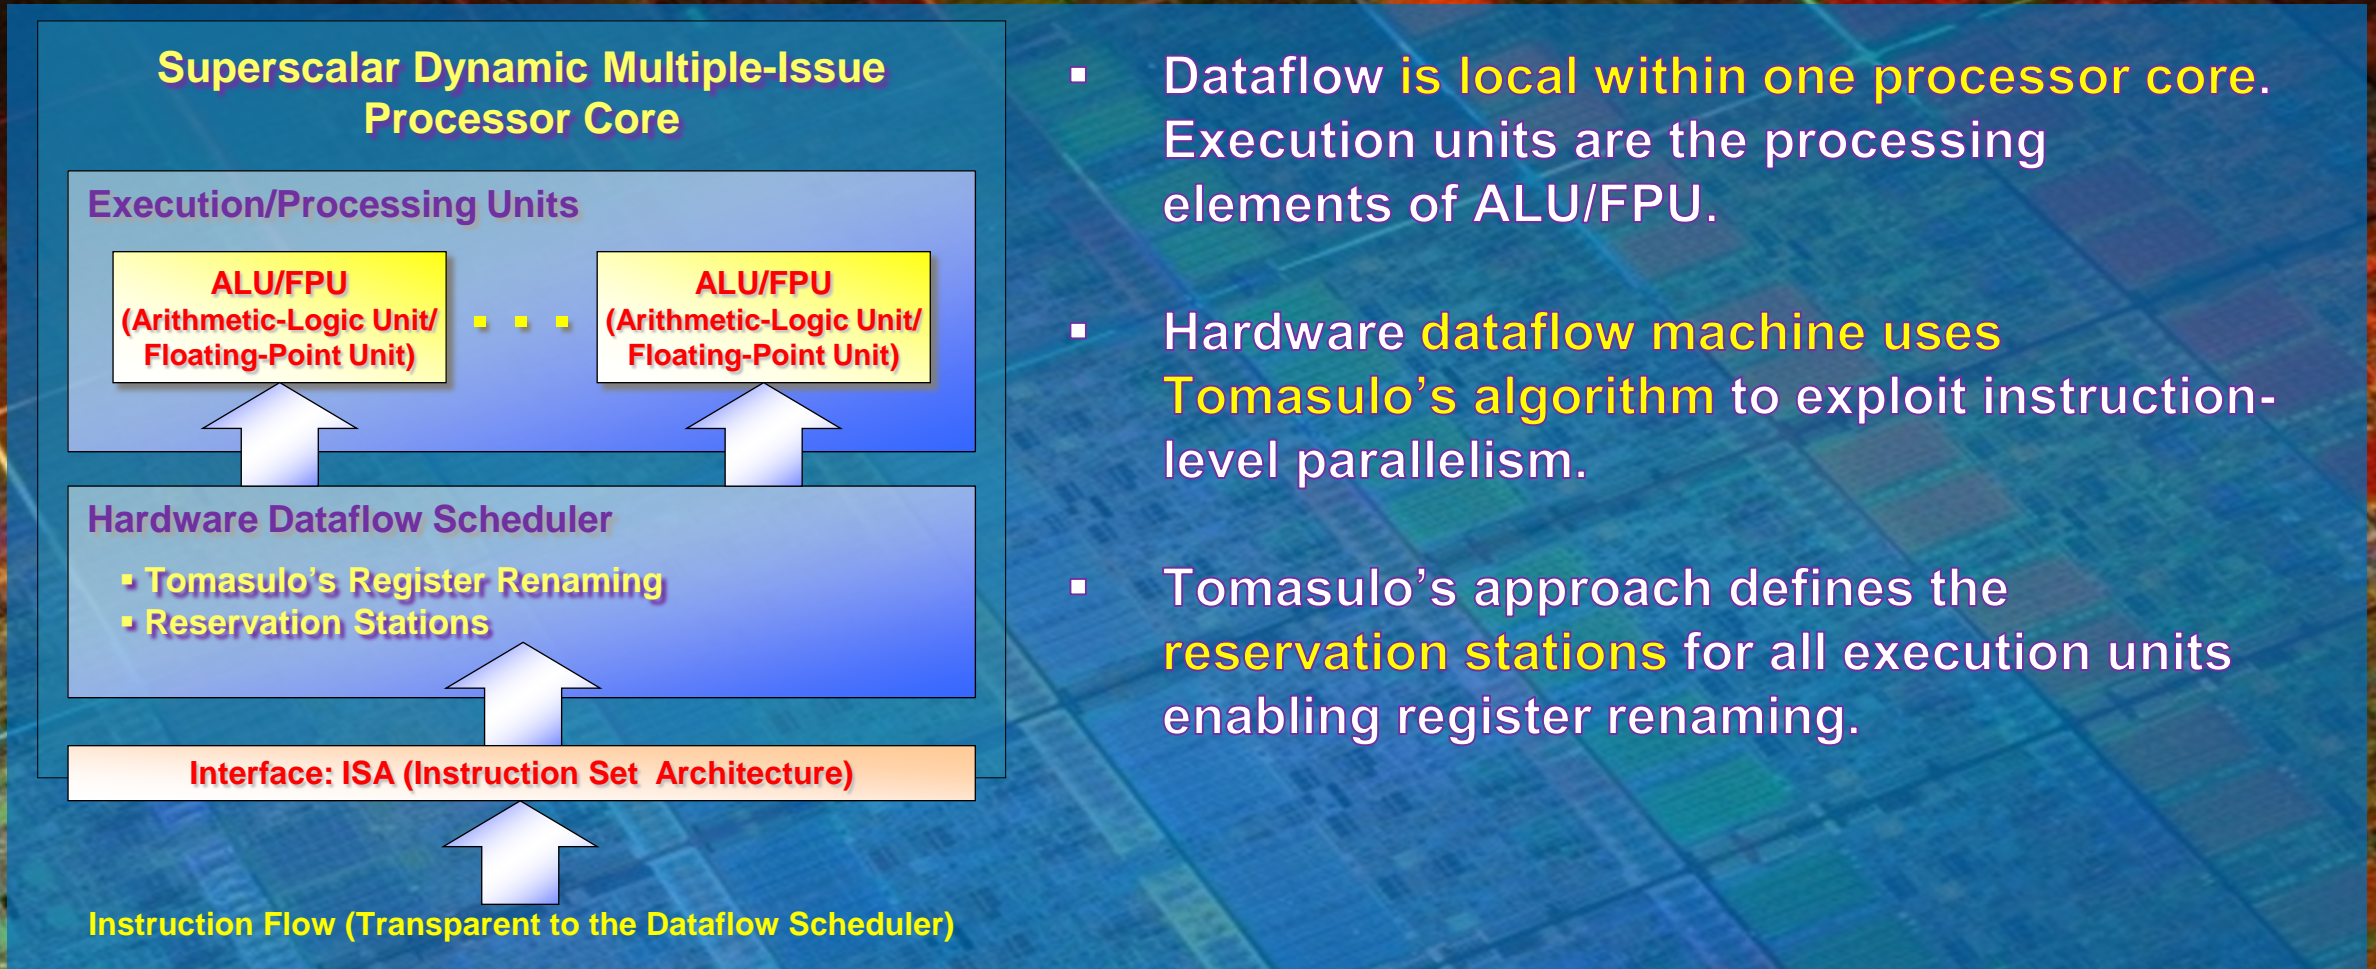 Superscalar Dynamic Multiple-Issue
Processor Core
Execution/Processing Units
ALU/FPU
(Arithmetic-Logic Unit/
Floating-Point Unit)
ALU/FPU
(Arithmetic-Logic Unit/
Floating-Point Unit)
Hardware Dataflow Scheduler
▪ Tomasulo’s Register Renaming
▪ Reservation Stations
Interface: ISA (Instruction Set Architecture)
Instruction Flow (Transparent to the Dataflow Scheduler)
▪ Dataflow is local within one processor core.
Execution units are the processing
elements of ALU/FPU.
▪ Hardware dataflow machine uses
Tomasulo’s algorithm to exploit instruction-
level parallelism.
▪ Tomasulo’s approach defines the
reservation stations for all execution units
enabling register renaming.